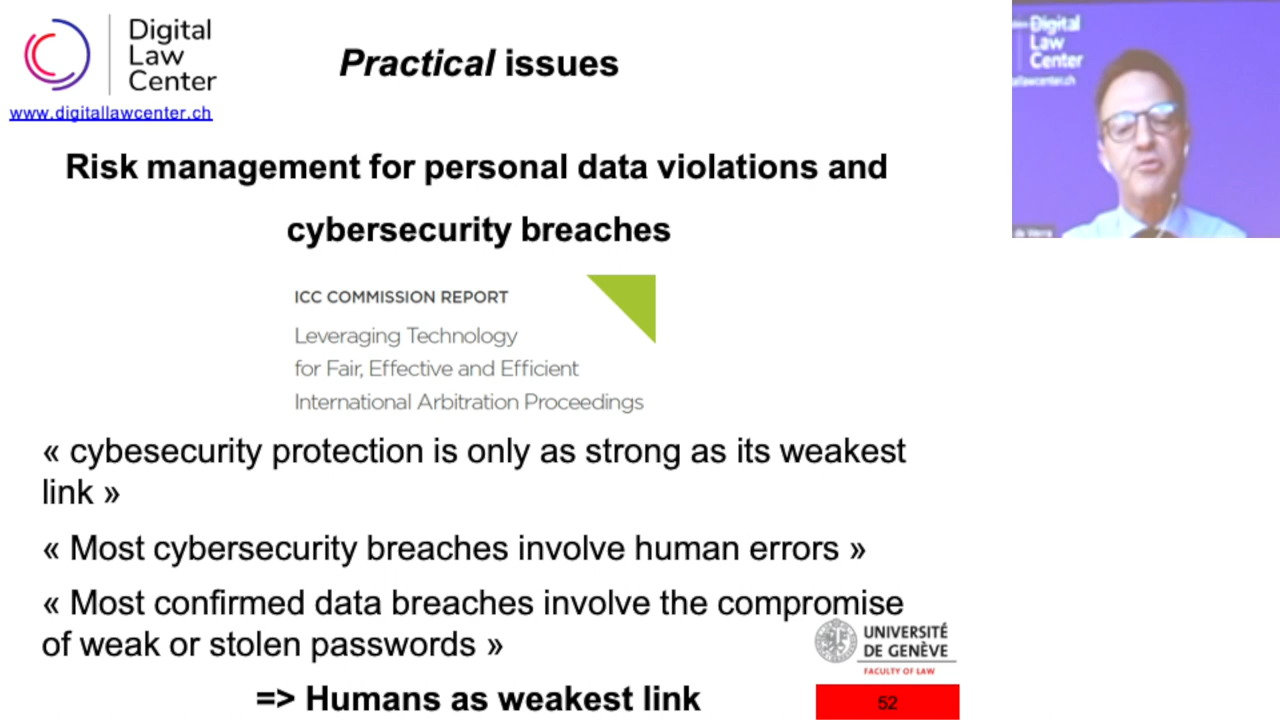 Digital
Law
Center
www.digitallawcenter.ch
Practical issues
Risk management for personal data violations and
cybersecurity breaches
ICC COMMISSION REPORT
Leveraging Technology
for Fair, Effective and Efficient
International Arbitration Proceedings
« cybesecurity protection is only as strong as its weakest
link »
« Most cybersecurity breaches involve human errors »
« Most confirmed data breaches involve the compromise
of weak or stolen passwords »
=> Humans as weakest link
UNIVERSITÉ
DE GENÈVE
FACULTY OF LAW
52
Digital
Law
Center